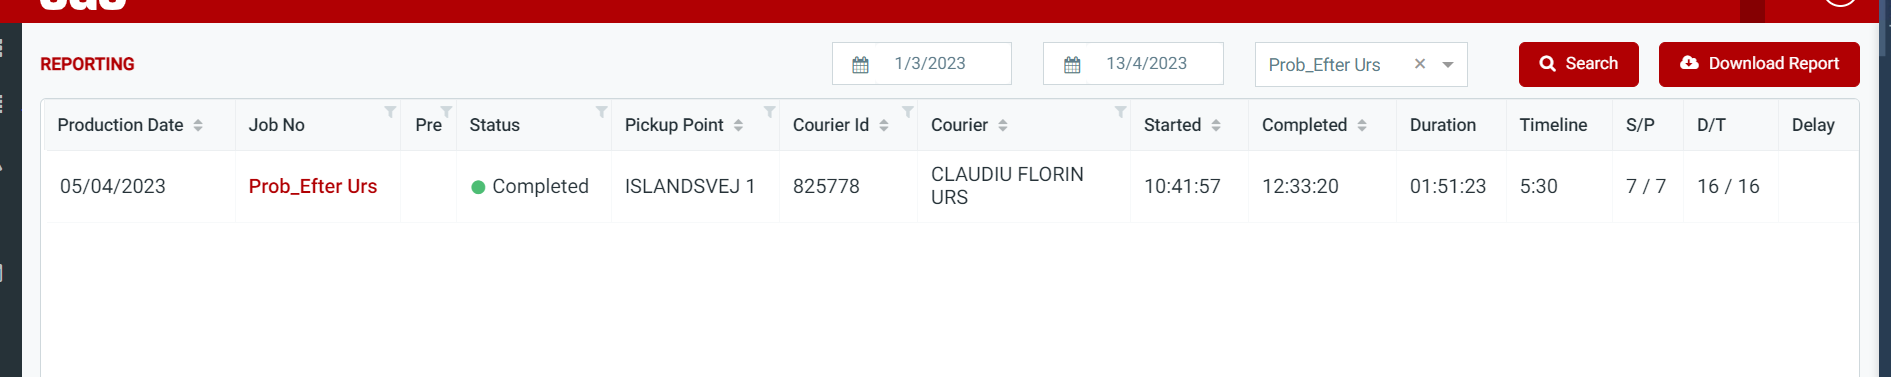 REPORTING
1/3/2023
13/4/2023
Prob_Efter Urs
Search
Download Report
Production Date
Job No
Pre
Status
Pickup Point
Courier Id
Courier
Started
Completed
Duration
Timeline
S/P
D/T
Delay
05/04/2023
Prob_Efter Urs
Completed
ISLANDSVEJ 1
825778
CLAUDIU FLORIN
URS
10:41:57
12:33:20
01:51:23
5:30
7 / 7
16 / 16